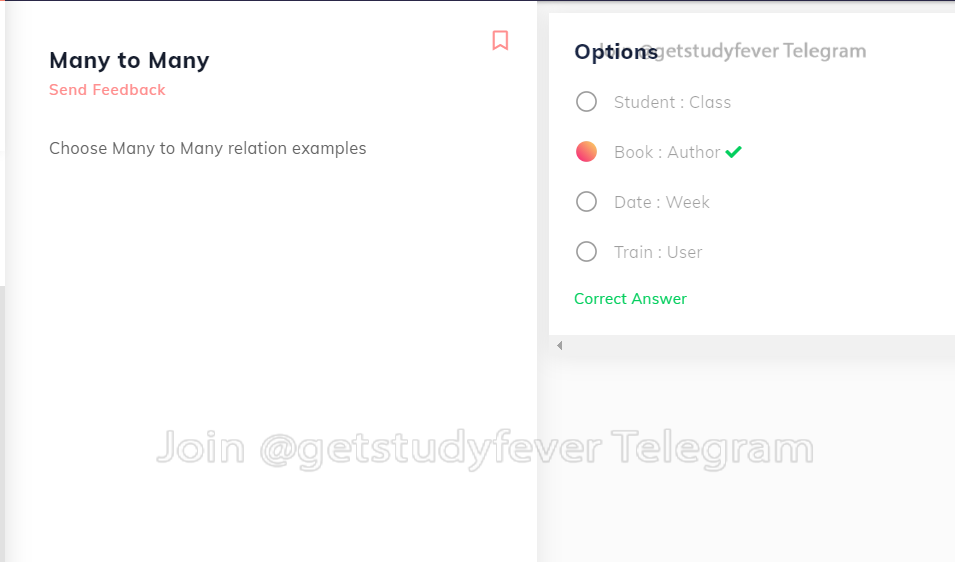 Many to Many
Send Feedback
Choose Many to Many relation examples
Options
Join @getstudyfever Telegram
Student : Class
Book : Author
Date : Week
Train : User
Correct Answer
Join @getstudyfever Telegram